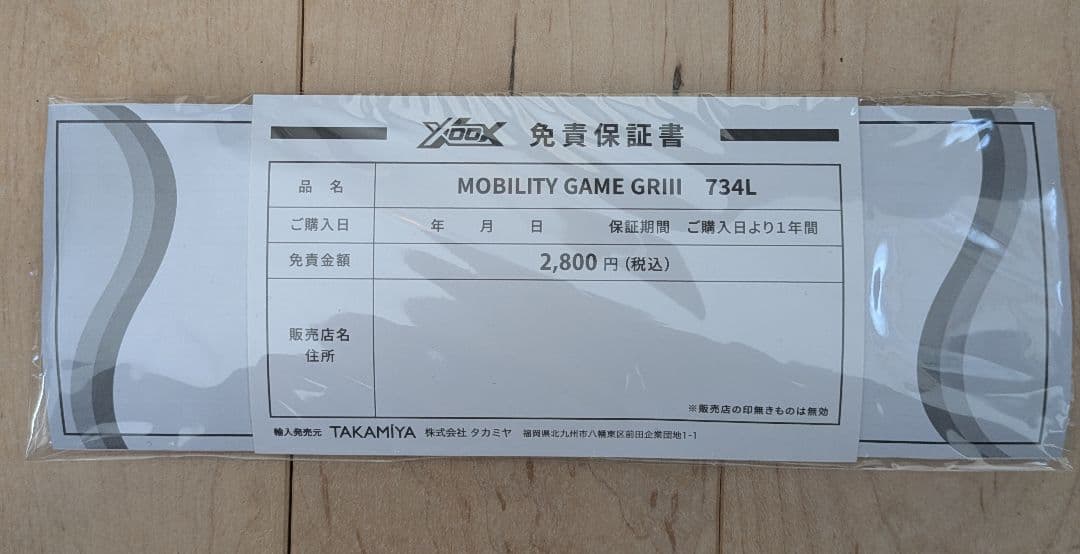 XOOX 免責保証書
品 名 MOBILITY GAME GRIII 734L
ご購入日 年 月 日 保証期間 ご購入日より1年間
免責金額 2,800 円(税込)
販売店名
住所
※販売店の印無きものは無効
輸入発売元 TAKAMIYA 株式会社 タカミヤ 福岡県北九州市八幡東区前田企業団地1-1